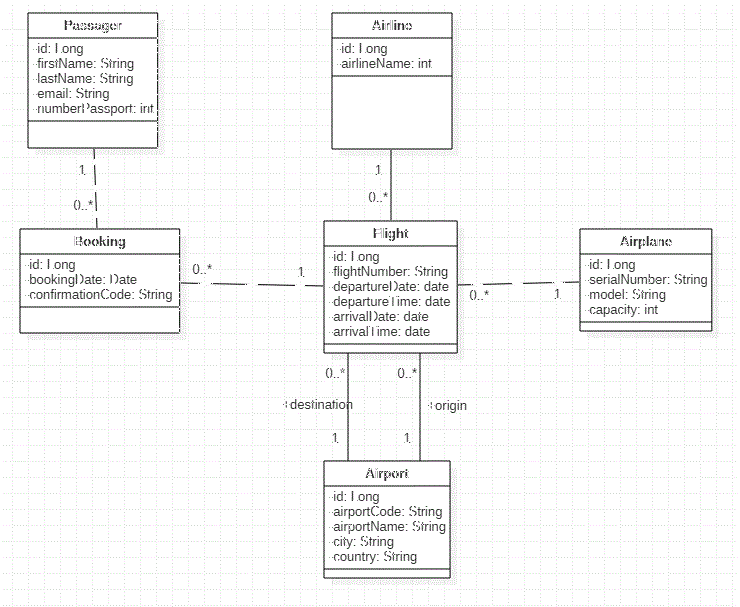 Passager
id: Long
firstName: String
lastName: String
email: String
numberPassport: int
Airline
id: Long
airlineName: int
1
0..*
1
0..*
Booking
id: Long
bookingDate: Date
confirmationCode: String
0..*
1
Flight
id: Long
flightNumber: String
departureDate: date
departureTime: date
arrivalDate: date
arrivalTime: date
0..*
1
Airplane
id: Long
serialNumber: String
model: String
capacity: int
0..*
0..*
+destination
+origin
1
1
Airport
id: Long
airportCode: String
airportName: String
city: String
country: String